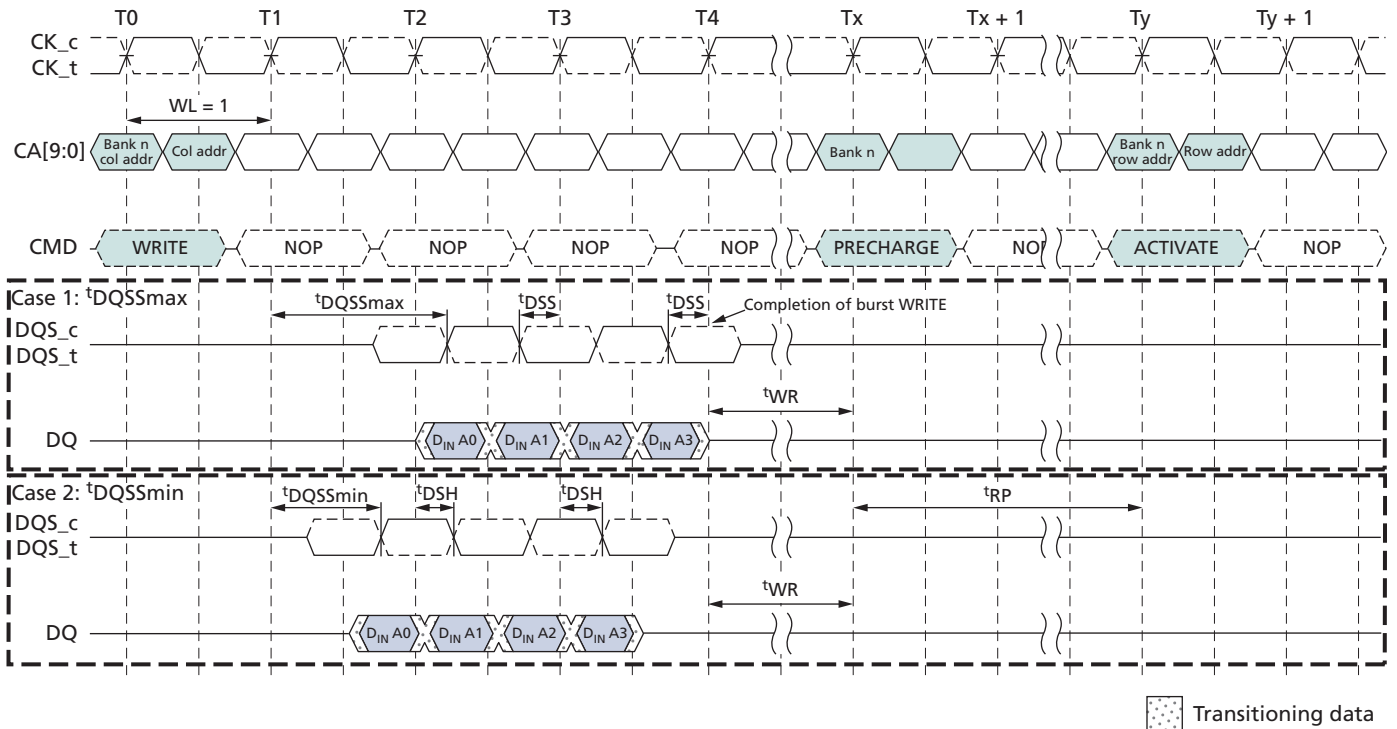 T0 T1 T2 T3 T4 Tx Tx + 1 Ty Ty + 1
CK_c
CK_t
WL = 1
CA[9:0] Bank n col addr Col addr Bank n Bank n row addr Row addr
CMD WRITE NOP NOP NOP NOP PRECHARGE NOP ACTIVATE NOP
Case 1: tDQSSmax
tDQSSmax tDSS tDSS Completion of burst WRITE
DQS_c
DQS_t
tWR
DQ DIN A0 DIN A1 DIN A2 DIN A3
Case 2: tDQSSmin
tDQSSmin tDSH tDSH tRP
DQS_c
DQS_t
tWR
DQ DIN A0 DIN A1 DIN A2 DIN A3
Transitioning data